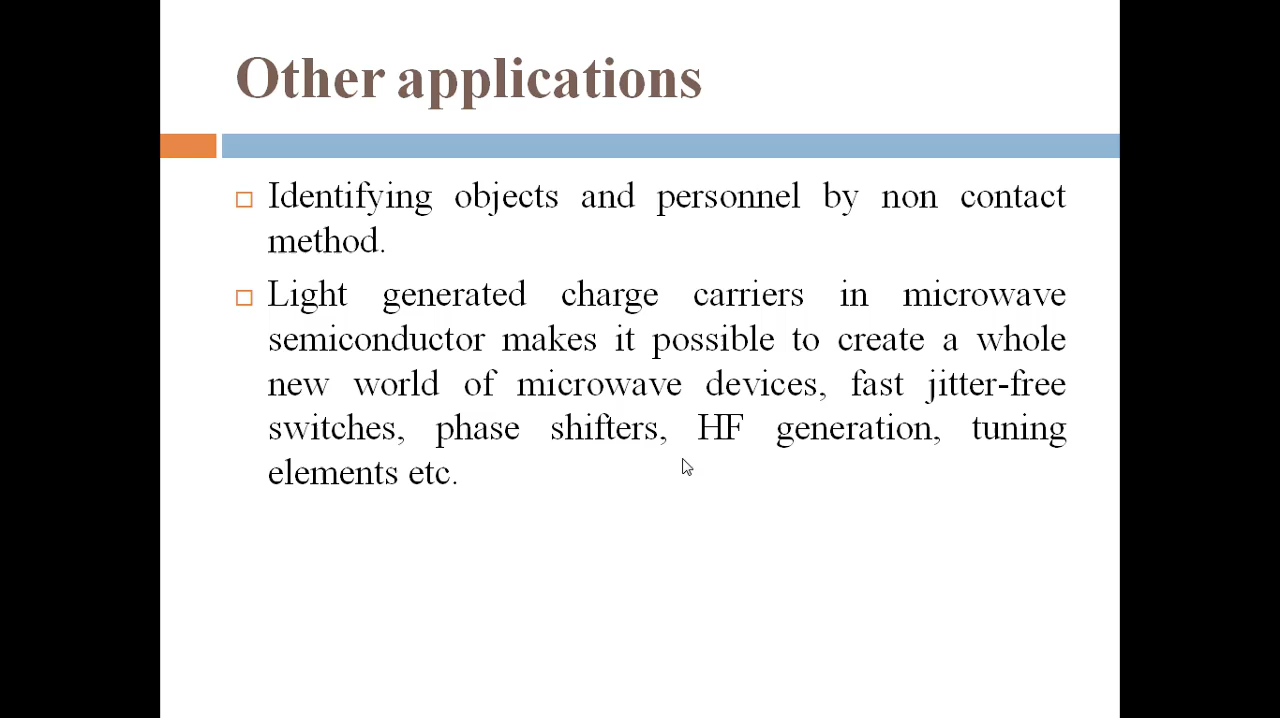 Other applications
Identifying objects and personnel by non contact
method.
Light generated charge carriers in microwave
semiconductor makes it possible to create a whole
new world of microwave devices, fast jitter-free
switches, phase shifters, HF generation, tuning
elements etc.